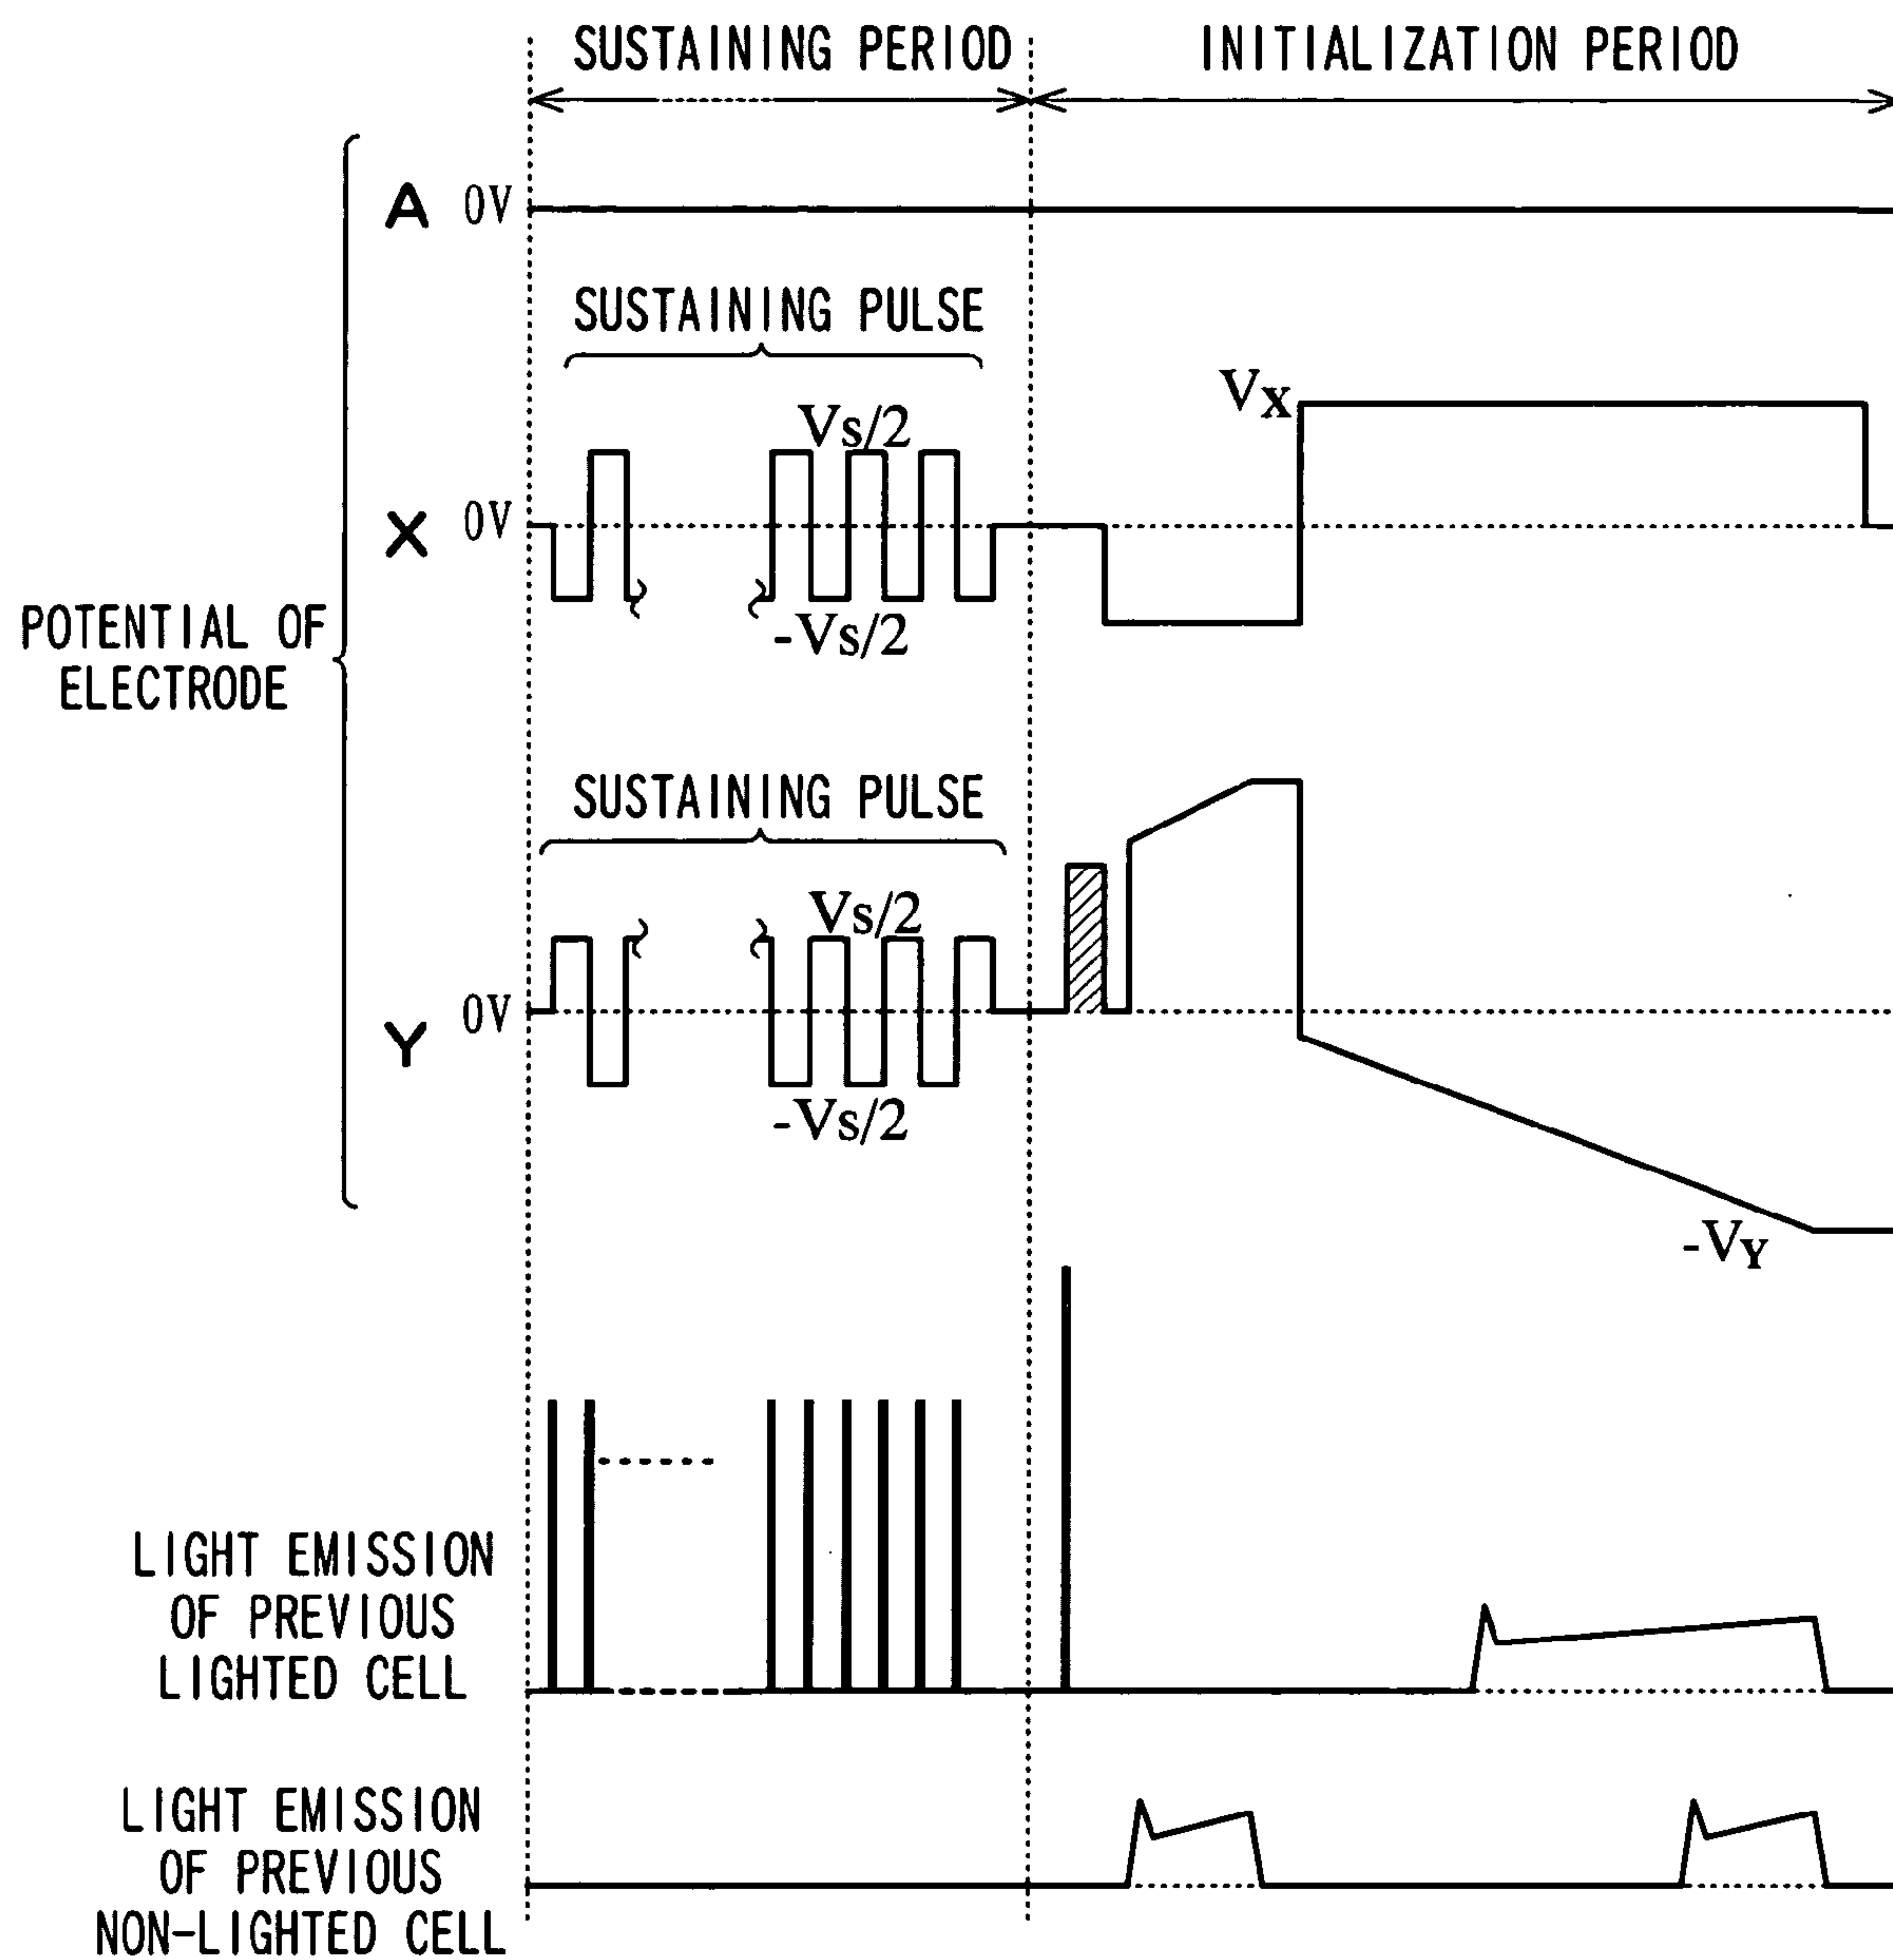 SUSTAINING PERIOD
INITIALIZATION PERIOD
A 0V
SUSTAINING PULSE
VX
Vs/2
X 0V
-Vs/2
POTENTIAL OF
ELECTRODE
SUSTAINING PULSE
Vs/2
Y 0V
-Vs/2
-VY
LIGHT EMISSION
OF PREVIOUS
LIGHTED CELL
LIGHT EMISSION
OF PREVIOUS
NON-LIGHTED CELL